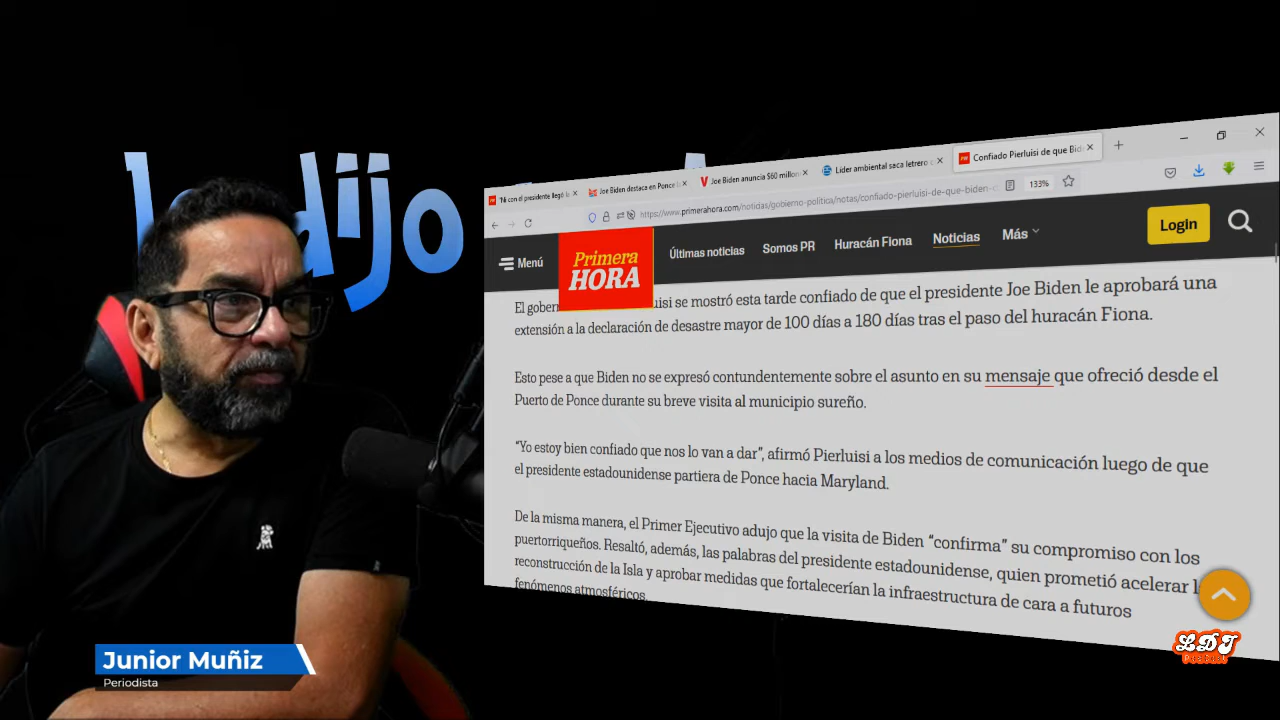 dijo
"Ni con el presidente llegó la
Joe Biden destaca en Ponce l
Joe Biden anuncia $60 millon
Líder ambiental saca letrero c
Confiado Pierluisi de que Bid
https://www.primerahora.com/noticias/gobierno-politica/notas/confiado-pierluisi-de-que-biden-
133%
Menú
Primera
HORA
Últimas noticias
Somos PR
Huracán Fiona
Noticias
Más
Login
El gober uisi se mostró esta tarde confiado de que el presidente Joe Biden le aprobará una
extensión a la declaración de desastre mayor de 100 días a 180 días tras el paso del huracán Fiona.
Esto pese a que Biden no se expresó contundentemente sobre el asunto en su mensaje que ofreció desde el
Puerto de Ponce durante su breve visita al municipio sureño.
“Yo estoy bien confiado que nos lo van a dar”, afirmó Pierluisi a los medios de comunicación luego de que
el presidente estadounidense partiera de Ponce hacia Maryland.
De la misma manera, el Primer Ejecutivo adujo que la visita de Biden “confirma” su compromiso con los
puertorriqueños. Resaltó, además, las palabras del presidente estadounidense, quien prometió acelerar l
reconstrucción de la Isla y aprobar medidas que fortalecerían la infraestructura de cara a futuros
fenómenos atmosféricos.
LDJ
Podcast
Junior Muñiz
Periodista